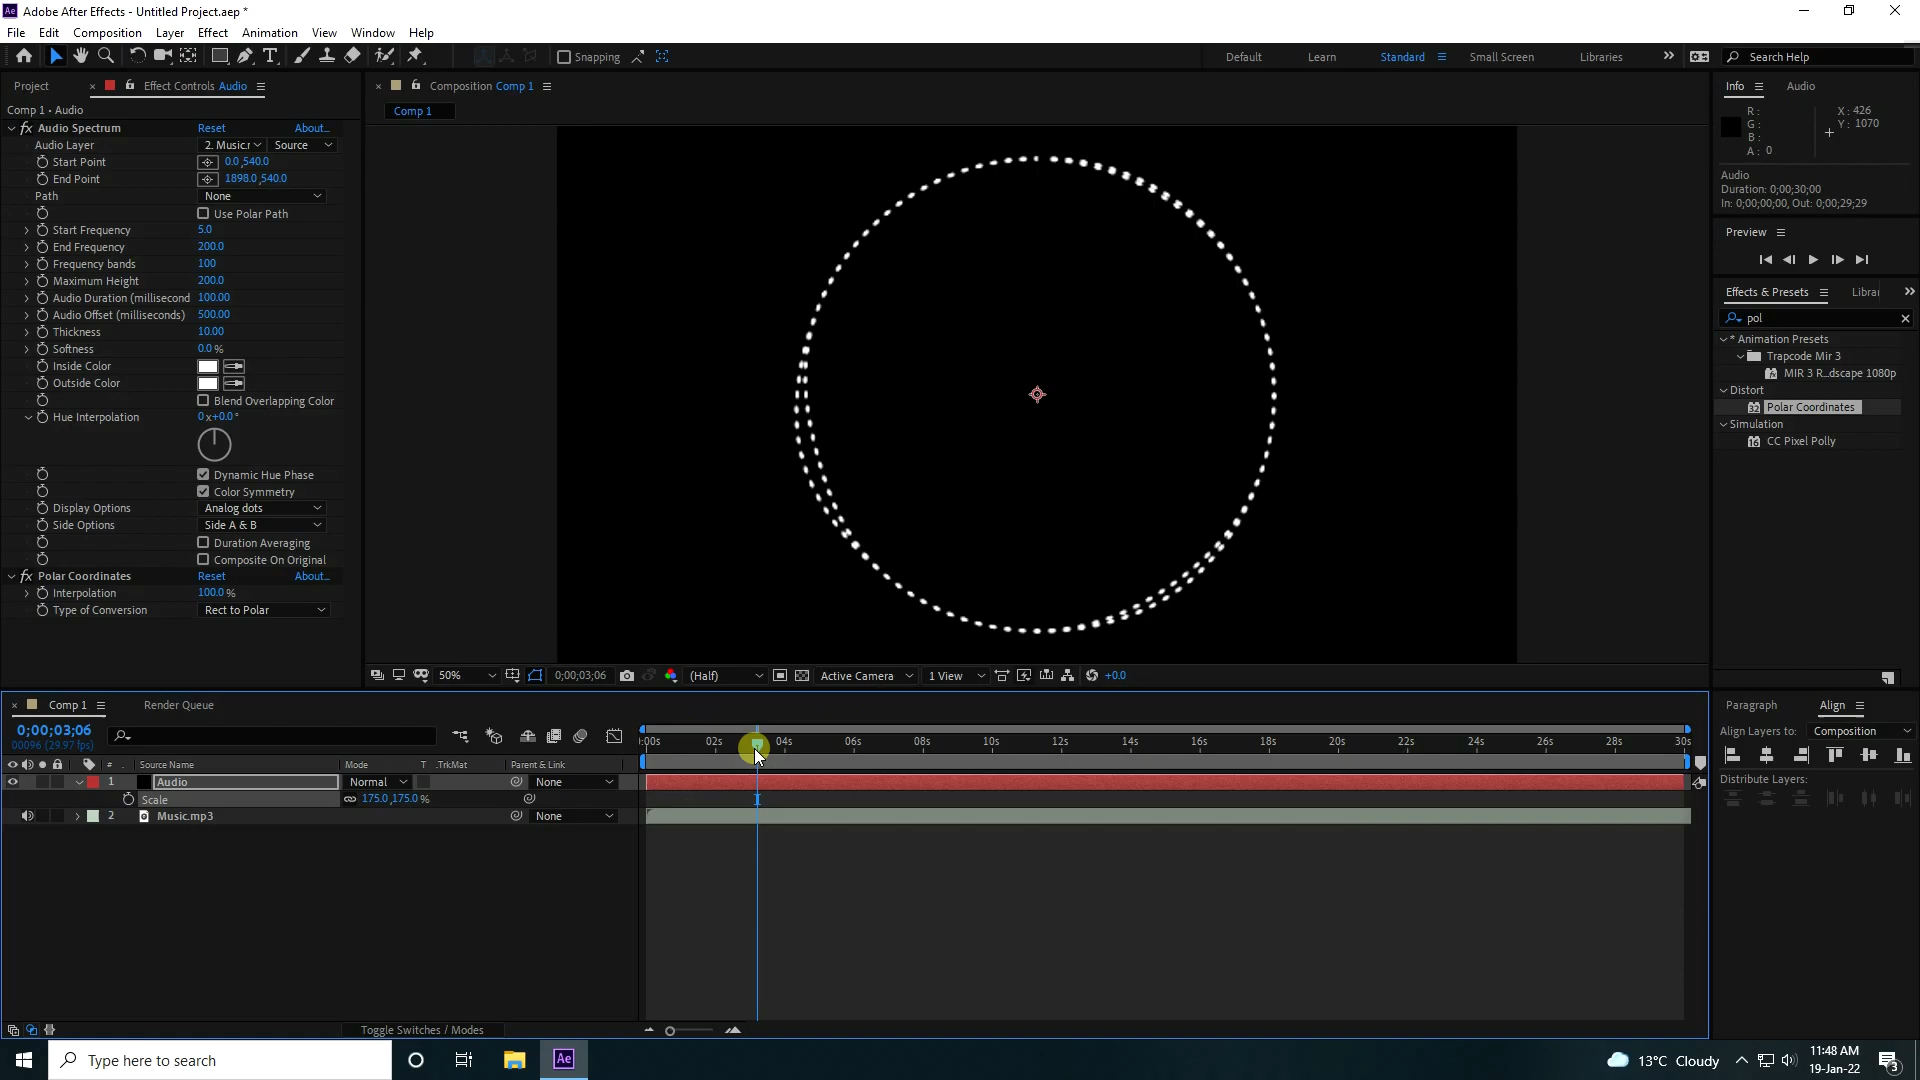 Adobe After Effects - Untitled Project.aep *
File Edit Composition Layer Effect Animation View Window Help
Snapping
Default Learn Standard Small Screen Libraries
Search Help
Project
Effect Controls Audio
Comp 1 • Audio
Audio Spectrum Reset About...
Audio Layer 2. Music.r Source
Start Point 0.0,540.0
End Point 1898.0,540.0
Path None
Use Polar Path
Start Frequency 5.0
End Frequency 200.0
Frequency bands 100
Maximum Height 200.0
Audio Duration (millisecond 100.00
Audio Offset (milliseconds) 500.00
Thickness 10.00
Softness 0.0 %
Inside Color
Outside Color
Blend Overlapping Color
Hue Interpolation 0 x+0.0 °
Dynamic Hue Phase
Color Symmetry
Display Options Analog dots
Side Options Side A & B
Duration Averaging
Composite On Original
Polar Coordinates Reset About...
Interpolation 100.0 %
Type of Conversion Rect to Polar
Composition Comp 1
Comp 1
50% 0;00;03;06 (Half) Active Camera 1 View +0.0
Info Audio
R : X : 426
G : Y : 1070
B :
A : 0
Audio
Duration: 0;00;30;00
In: 0;00;00;00, Out: 0;00;29;29
Preview
Effects & Presets Librar
pol
* Animation Presets
Trapcode Mir 3
MIR 3 R...dscape 1080p
Distort
32 Polar Coordinates
Simulation
16 CC Pixel Polly
Comp 1 Render Queue
0;00;03;06
00096 (29.97 fps)
# Source Name Mode T .TrkMat Parent & Link
1 Audio Normal None
Scale 175.0,175.0 %
2 Music.mp3 None
:00s 02s 04s 06s 08s 10s 12s 14s 16s 18s 20s 22s 24s 26s 28s 30s
Toggle Switches / Modes
Paragraph Align
Align Layers to: Composition
Distribute Layers:
Type here to search
Ae
13°C Cloudy
11:48 AM
19-Jan-22
3